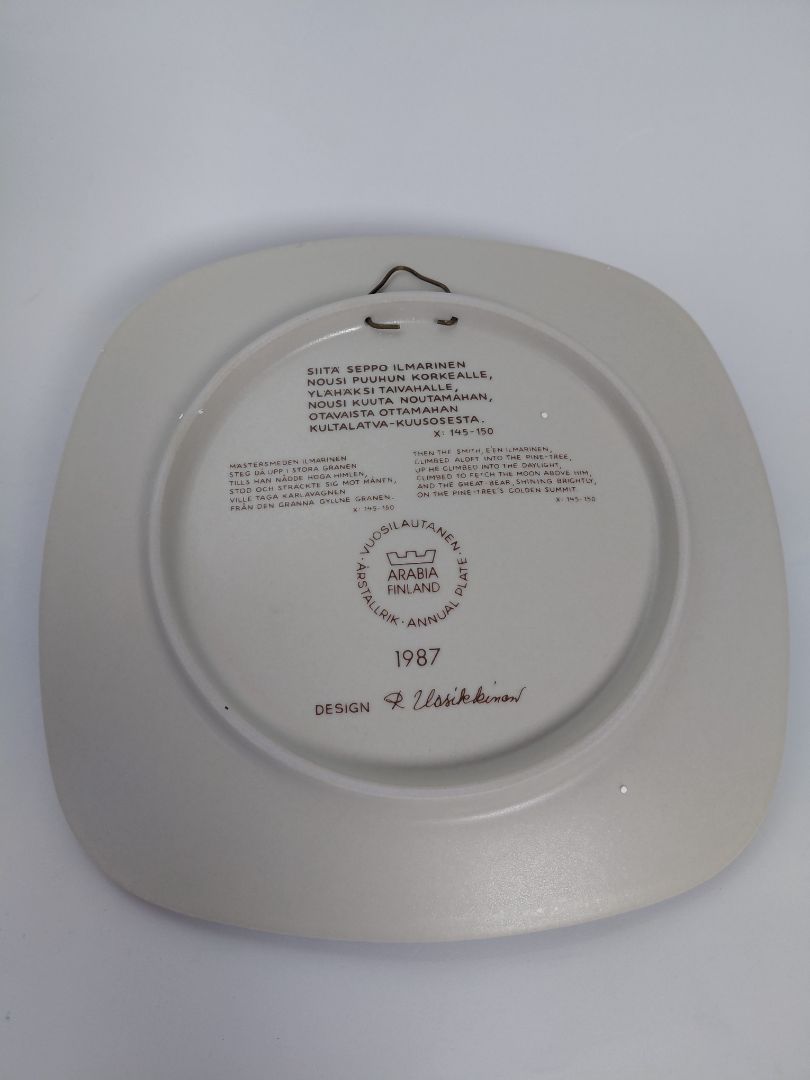 SIITÄ SEPPO ILMARINEN
NOUSI PUUHUN KORKEALLE,
YLÄHÄKSI TAIVAHALLE,
NOUSI KUUTA NOUTAMAHAN,
OTAVAISTA OTTAMAHAN
KULTALATVA-KUUSOSESTA.
X: 145-150
MÄSTERSMEDEN ILMARINEN
STEG DÅ UPP I STORA GRANEN
TILLS HAN NÅDDE HÖGA HIMLEN,
STOD OCH STRÄCKTE SIG MOT MÅNEN,
VILLE TAGA KARLAVAGNEN
FRÅN DEN GRANNA GYLLNE GRANEN.
X: 145-150
THEN THE SMITH, E'EN ILMARINEN,
CLIMBED ALOFT INTO THE PINE-TREE,
UP HE CLIMBED INTO THE DAYLIGHT,
CLIMBED TO FETCH THE MOON ABOVE HIM,
AND THE GREAT-BEAR, SHINING BRIGHTLY,
ON THE PINE-TREE'S GOLDEN SUMMIT.
X: 145-150
· VUOSILAUTANEN · ANNUAL PLATE · ÅRSTALLRIK
ARABIA
FINLAND
1987
DESIGN R Uosikkinen